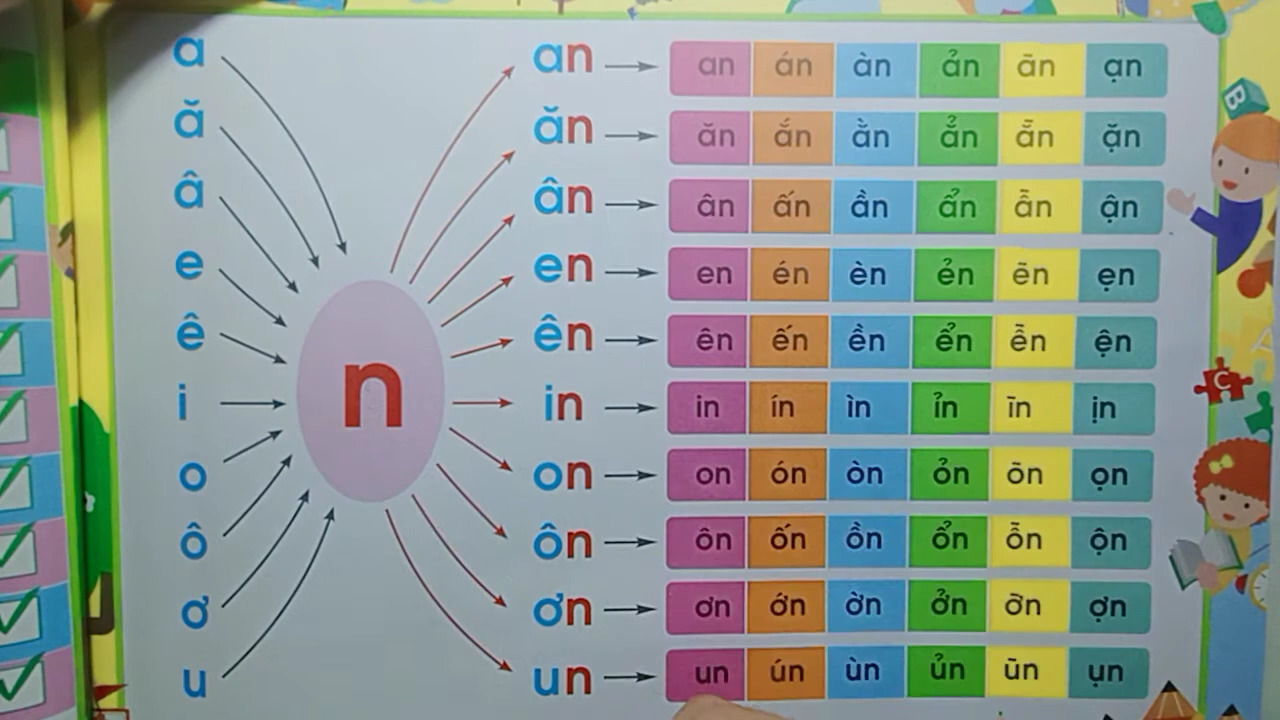 a an an án àn ản ãn ạn
ă ăn ăn ắn ằn ẳn ẵn ặn
â ân ân ấn ần ẩn ẫn ận
e en en én èn ẻn ẽn ẹn
ê ên ên ến ền ển ễn ện
n
i in in ín ìn ỉn ĩn ịn
o on on ón òn ỏn õn ọn
ô ôn ôn ốn ồn ổn ỗn ộn
ơ ơn ơn ớn ờn ởn ỡn ợn
u un un ún ùn ủn ũn ụn
B
C
A